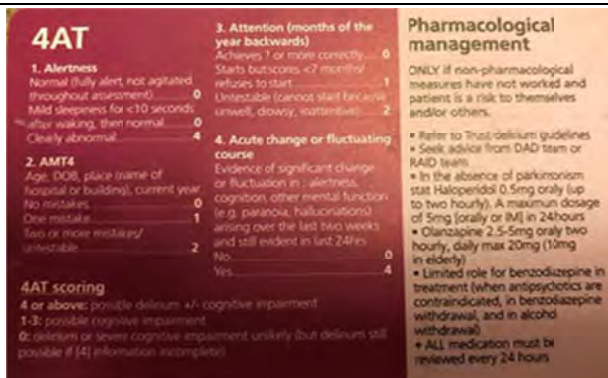 4AT
1. Alertness
Normal (fully alert, not agitated
throughout assessment) 0
Mild sleepiness for <10 seconds
after waking, then normal 0
Clearly abnormal 4
2. AMT4
Age, DOB, place (name of
hospital or building), current year
No mistakes 0
One mistake 1
Two or more mistakes/
untestable 2
3. Attention (months of the
year backwards)
Achieves 7 or more correctly 0
Starts but scores <7 months/
refuses to start 1
Untestable (cannot start because
unwell, drowsy, inattentive) 2
4. Acute change or fluctuating
course
Evidence of significant change
or fluctuation in : alertness,
cognition, other mental function
(e.g. paranoia, hallucinations)
arising over the last two weeks
and still evident in last 24hrs
No 0
Yes 4
4AT scoring
4 or above: possible delirium +/- cognitive impairment
1-3: possible cognitive impairment
0: delirium or severe cognitive impairment unlikely (but delirium still
possible if [4] information incomplete)
Pharmacological
management
ONLY if non-pharmacological
measures have not worked and
patient is a risk to themselves
and/or others.
• Refer to Trust delirium guidelines
• Seek advice from DAD team or
RAID team
• In the absence of parkinsonism
stat Haloperidol 0.5mg orally (up
to two hourly). A maximum dosage
of 5mg [orally or IM] in 24hours
• Olanzapine 2.5-5mg oraly two
hourly, daily max 20mg (10mg
in elderly)
• Limited role for benzodiazepine in
treatment (when antipsychotics are
contraindicated, in benzodiazepine
withdrawal, and in alcohol
withdrawal)
• ALL medication must be
reviewed every 24 hours